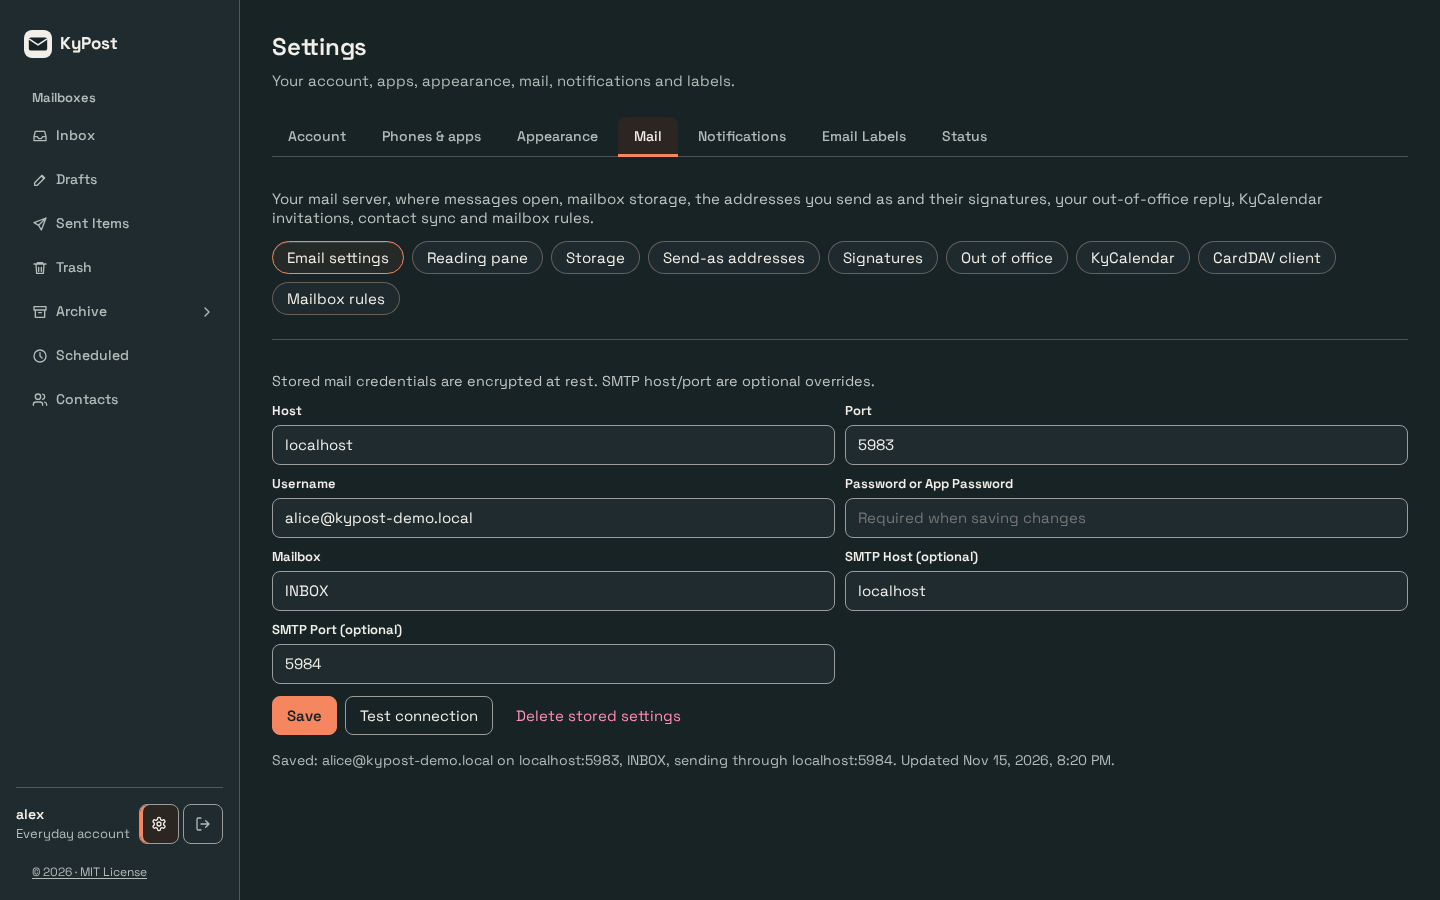 KyPost
Mailboxes
Inbox
Drafts
Sent Items
Trash
Archive
Scheduled
Contacts
alex
Everyday account
© 2026 · MIT License
Settings
Your account, apps, appearance, mail, notifications and labels.
Account
Phones & apps
Appearance
Mail
Notifications
Email Labels
Status
Your mail server, where messages open, mailbox storage, the addresses you send as and their signatures, your out-of-office reply, KyCalendar
invitations, contact sync and mailbox rules.
Email settings
Reading pane
Storage
Send-as addresses
Signatures
Out of office
KyCalendar
CardDAV client
Mailbox rules
Stored mail credentials are encrypted at rest. SMTP host/port are optional overrides.
Host
localhost
Port
5983
Username
alice@kypost-demo.local
Password or App Password
Required when saving changes
Mailbox
INBOX
SMTP Host (optional)
localhost
SMTP Port (optional)
5984
Save
Test connection
Delete stored settings
Saved: alice@kypost-demo.local on localhost:5983, INBOX, sending through localhost:5984. Updated Nov 15, 2026, 8:20 PM.